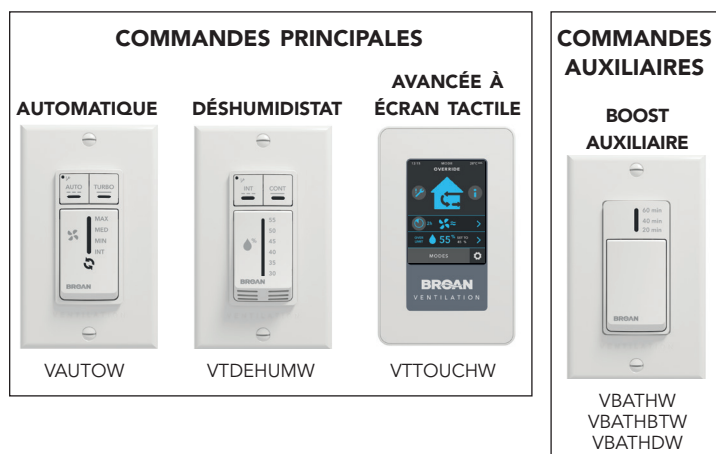 COMMANDES PRINCIPALES
AUTOMATIQUE
VAUTOW
AUTO TURBO
MAX
MED
MIN
INT
BROAN
DÉSHUMIDISTAT
INT CONT
55
50
45
40
35
30
%
BROAN
VTDEHUMW
AVANCÉE À
ÉCRAN TACTILE
OVERRIDE
2h
55 %
MODES
BROAN
VENTILATION
VTTOUCHW
COMMANDES
AUXILIAIRES
BOOST
AUXILIAIRE
60 min
40 min
20 min
BROAN
VBATHW
VBATHBTW
VBATHDW